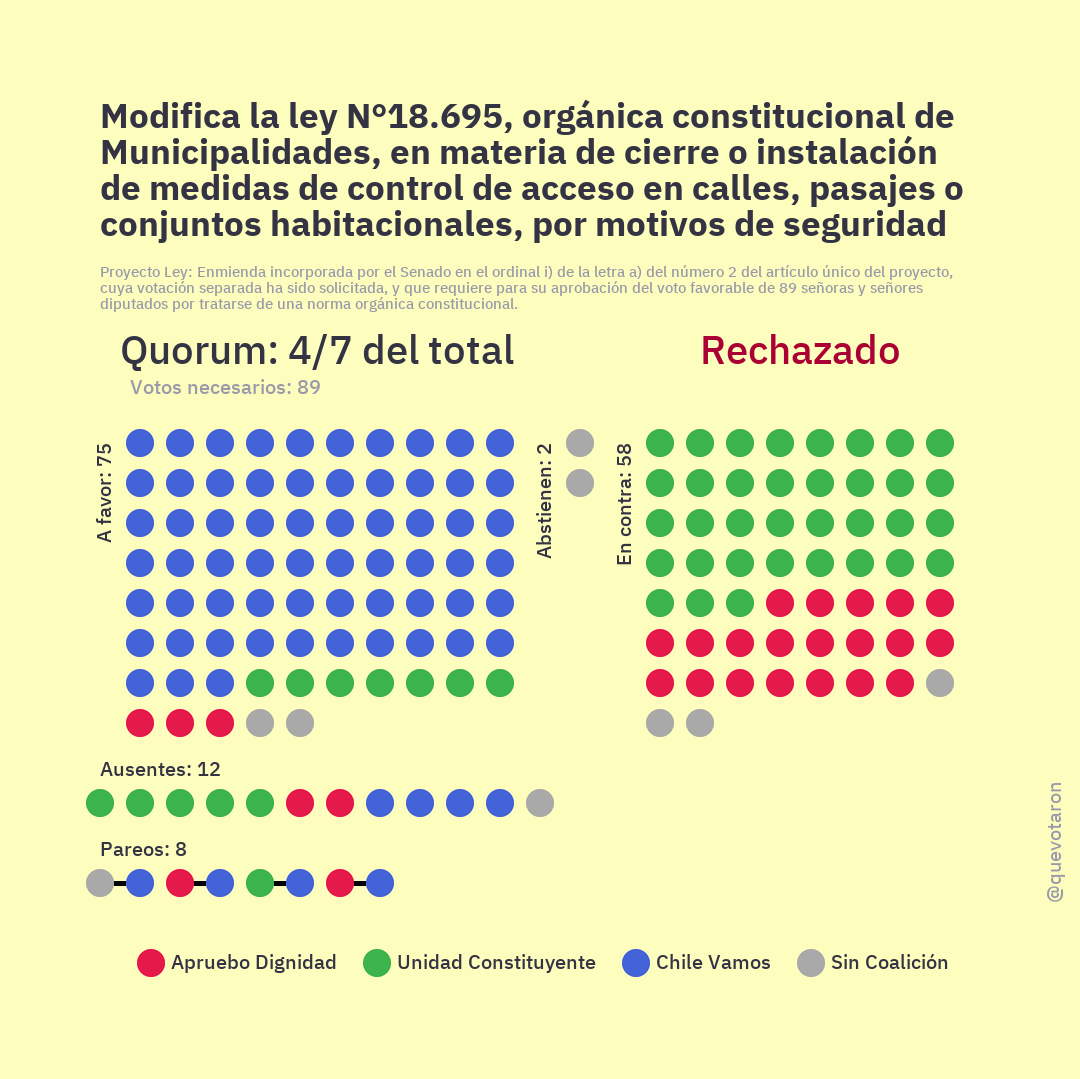 Modifica la ley Nº18.695, orgánica constitucional de
Municipalidades, en materia de cierre o instalación
de medidas de control de acceso en calles, pasajes o
conjuntos habitacionales, por motivos de seguridad
Proyecto Ley: Enmienda incorporada por el Senado en el ordinal i) de la letra a) del número 2 del artículo único del proyecto,
cuya votación separada ha sido solicitada, y que requiere para su aprobación del voto favorable de 89 señoras y señores
diputados por tratarse de una norma orgánica constitucional.
Quorum: 4/7 del total
Votos necesarios: 89
Rechazado
A favor: 75
Abstienen: 2
En contra: 58
Ausentes: 12
Pareos: 8
@quevotaron
Apruebo Dignidad
Unidad Constituyente
Chile Vamos
Sin Coalición